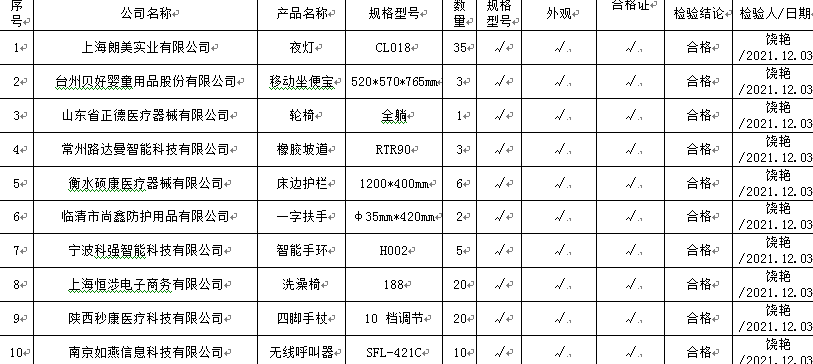 序号 公司名称 产品名称 规格型号 数量 规格型号 外观 合格证 检验结论 检验人/日期
1 上海朗美实业有限公司 夜灯 CL018 35 √ √ √ 合格 饶艳/2021.12.03
2 台州贝好婴童用品股份有限公司 移动坐便宝 520*570*765mm 3 √ √ √ 合格 饶艳/2021.12.03
3 山东省正德医疗器械有限公司 轮椅 全躺 1 √ √ √ 合格 饶艳/2021.12.03
4 常州路达曼智能科技有限公司 橡胶坡道 RTR90 3 √ √ √ 合格 饶艳/2021.12.03
5 衡水硕康医疗器械有限公司 床边护栏 1200*400mm 6 √ √ √ 合格 饶艳/2021.12.03
6 临清市尚鑫防护用品有限公司 一字扶手 φ35mm*420mm 2 √ √ √ 合格 饶艳/2021.12.03
7 宁波科强智能科技有限公司 智能手环 H002 5 √ √ √ 合格 饶艳/2021.12.03
8 上海恒涉电子商务有限公司 洗澡椅 188 20 √ √ √ 合格 饶艳/2021.12.03
9 陕西秒康医疗科技有限公司 四脚手杖 10 档调节 20 √ √ √ 合格 饶艳/2021.12.03
10 南京如燕信息科技有限公司 无线呼叫器 SFL-421C 10 √ √ √ 合格 饶艳/2021.12.03